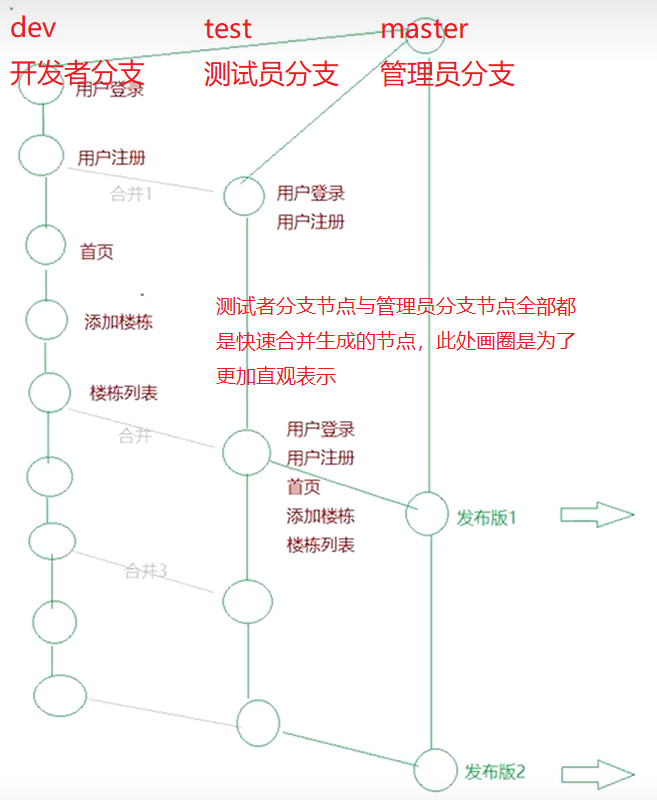 dev
test
master
开发者分支
测试员分支
管理员分支
用户登录
用户注册
合并1
用户登录
用户注册
首页
测试者分支节点与管理员分支节点全部都
是快速合并生成的节点，此处画圈是为了
更加直观表示
添加楼栋
楼栋列表
合并
用户登录
用户注册
首页
添加楼栋
楼栋列表
发布版1
合并3
发布版2